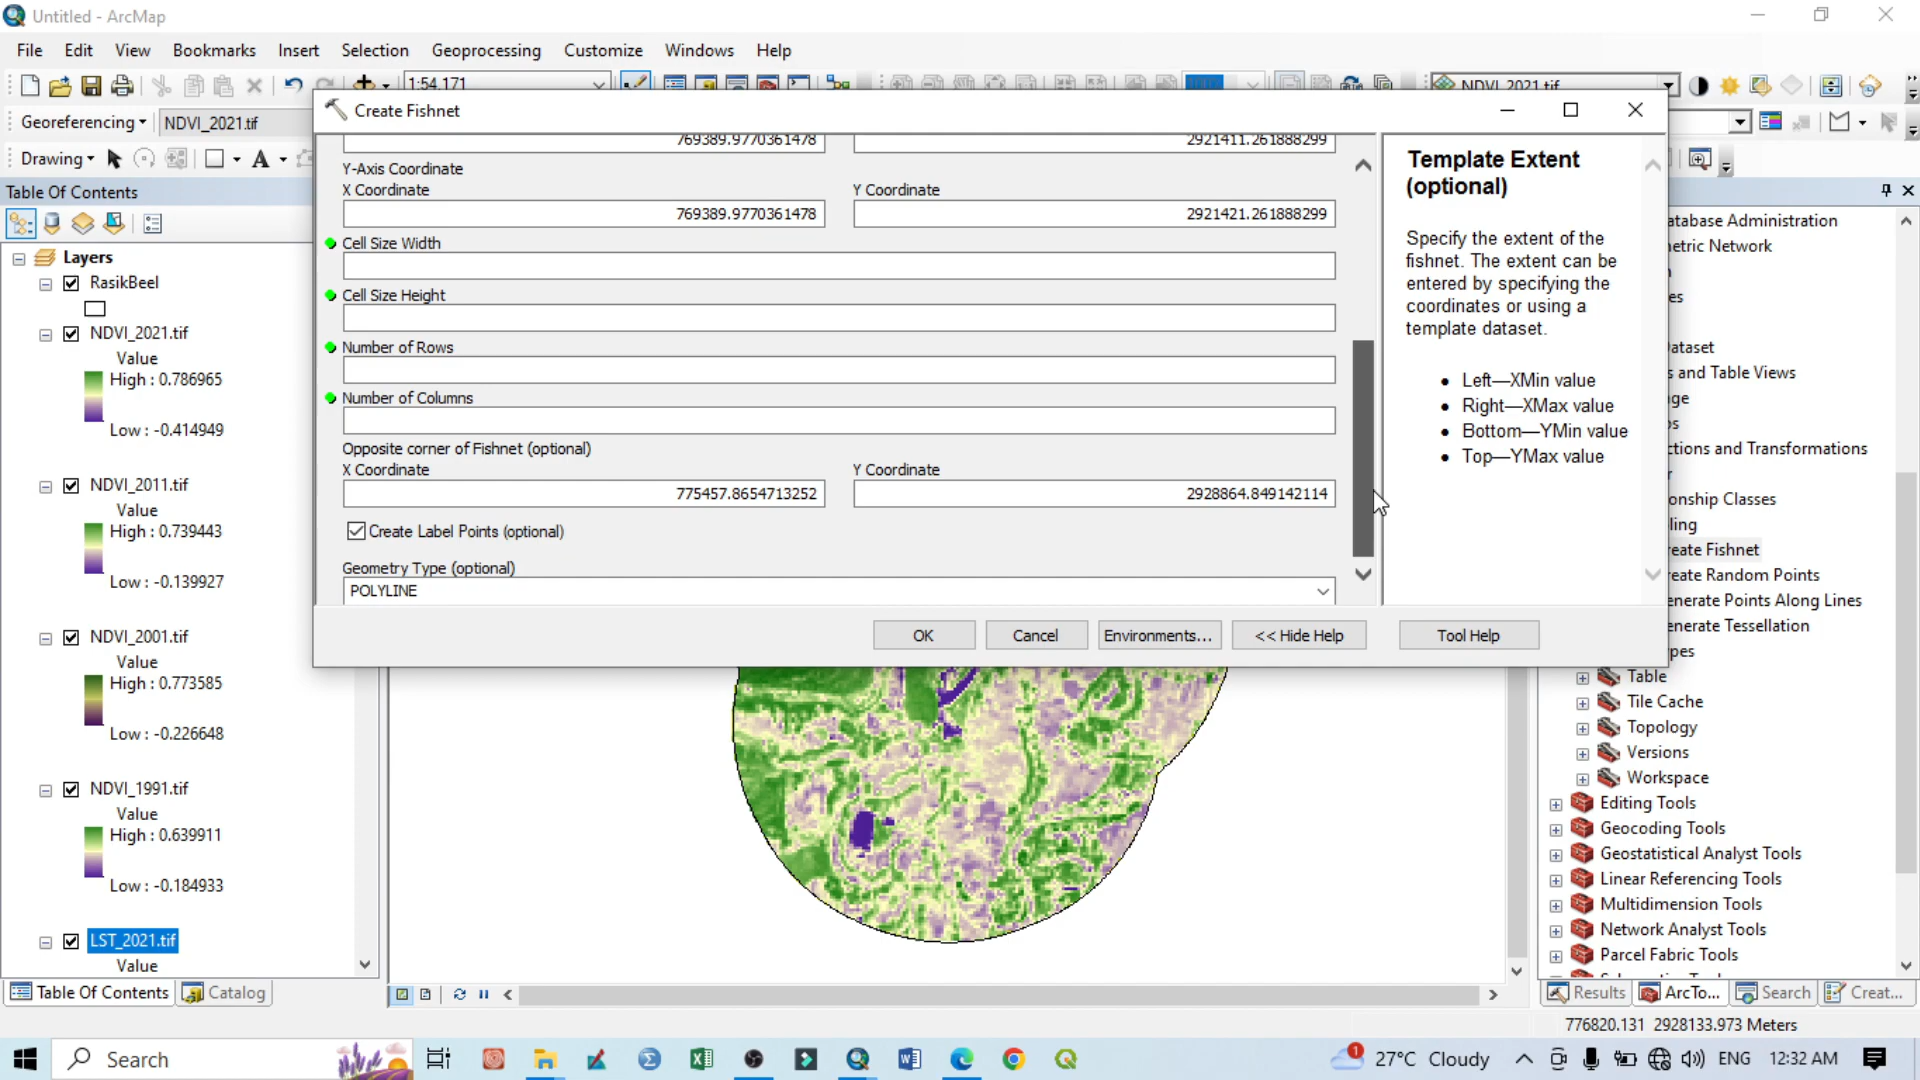 Untitled - ArcMap
File Edit View Bookmarks Insert Selection Geoprocessing Customize Windows Help
1:54,171
NDVI_2021.tif
Georeferencing NDVI_2021.tif
Drawing A
Create Fishnet
769389.9770361478 2921411.261888299
Y-Axis Coordinate
X Coordinate Y Coordinate
769389.9770361478 2921421.261888299
Cell Size Width
Cell Size Height
Number of Rows
Number of Columns
Opposite corner of Fishnet (optional)
X Coordinate Y Coordinate
775457.8654713252 2928864.849142114
Create Label Points (optional)
Geometry Type (optional)
POLYLINE
OK Cancel Environments... << Hide Help Tool Help
Template Extent
(optional)
Specify the extent of the
fishnet. The extent can be
entered by specifying the
coordinates or using a
template dataset.
Left—XMin value
Right—XMax value
Bottom—YMin value
Top—YMax value
Table Of Contents
Layers
RasikBeel
NDVI_2021.tif
Value
High : 0.786965
Low : -0.414949
NDVI_2011.tif
Value
High : 0.739443
Low : -0.139927
NDVI_2001.tif
Value
High : 0.773585
Low : -0.226648
NDVI_1991.tif
Value
High : 0.639911
Low : -0.184933
LST_2021.tif
Value
Table Of Contents Catalog
atabase Administration
metric Network
n
es
ataset
s and Table Views
ge
os
ctions and Transformations
r
onship Classes
ling
reate Fishnet
reate Random Points
enerate Points Along Lines
enerate Tessellation
pes
Table
Tile Cache
Topology
Versions
Workspace
Editing Tools
Geocoding Tools
Geostatistical Analyst Tools
Linear Referencing Tools
Multidimension Tools
Network Analyst Tools
Parcel Fabric Tools
Results ArcTo... Search Creat...
776820.131 2928133.973 Meters
Search
1 27°C Cloudy ENG 12:32 AM